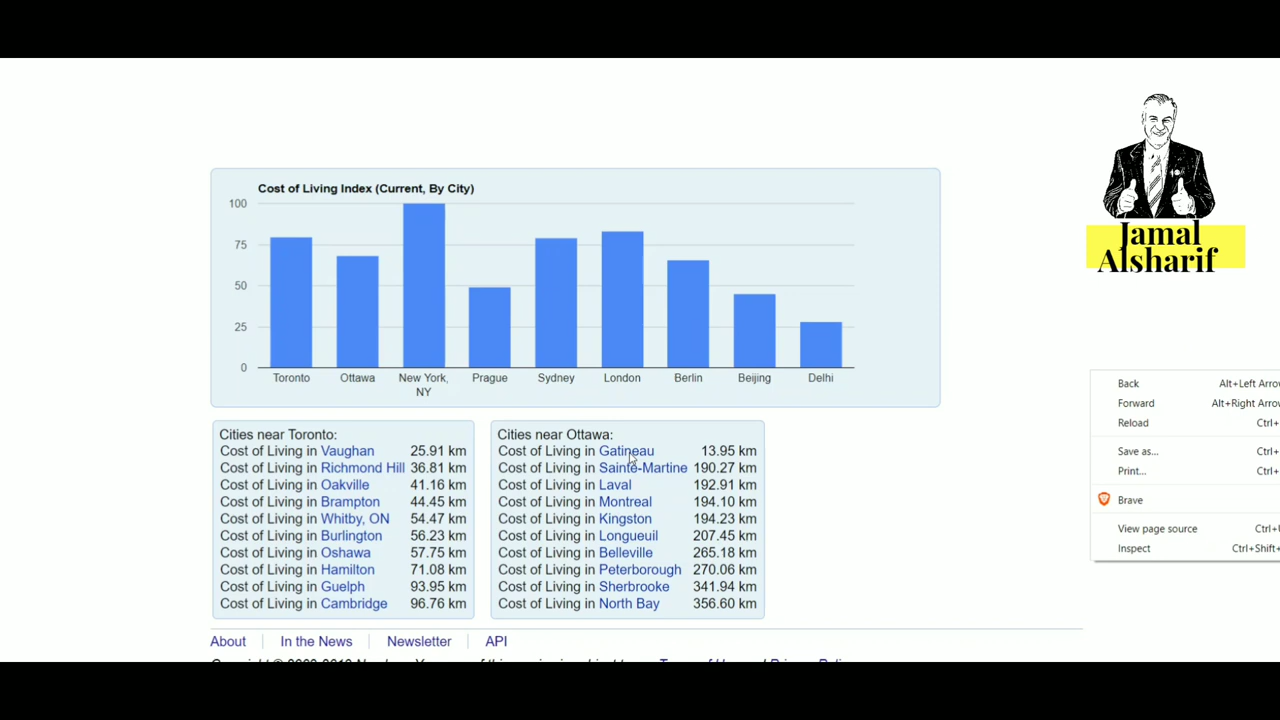 Cost of Living Index (Current, By City)
100
75
50
25
0
Toronto Ottawa New York, NY Prague Sydney London Berlin Beijing Delhi
Jamal
Alsharif
Back Alt+Left Arro
Forward Alt+Right Arro
Reload Ctrl+
Save as... Ctrl+
Print... Ctrl+
Brave
View page source Ctrl+U
Inspect Ctrl+Shift+
Cities near Toronto:
Cost of Living in Vaughan 25.91 km
Cost of Living in Richmond Hill 36.81 km
Cost of Living in Oakville 41.16 km
Cost of Living in Brampton 44.45 km
Cost of Living in Whitby, ON 54.47 km
Cost of Living in Burlington 56.23 km
Cost of Living in Oshawa 57.75 km
Cost of Living in Hamilton 71.08 km
Cost of Living in Guelph 93.95 km
Cost of Living in Cambridge 96.76 km
Cities near Ottawa:
Cost of Living in Gatineau 13.95 km
Cost of Living in Sainte-Martine 190.27 km
Cost of Living in Laval 192.91 km
Cost of Living in Montreal 194.10 km
Cost of Living in Kingston 194.23 km
Cost of Living in Longueuil 207.45 km
Cost of Living in Belleville 265.18 km
Cost of Living in Peterborough 270.06 km
Cost of Living in Sherbrooke 341.94 km
Cost of Living in North Bay 356.60 km
About In the News Newsletter API